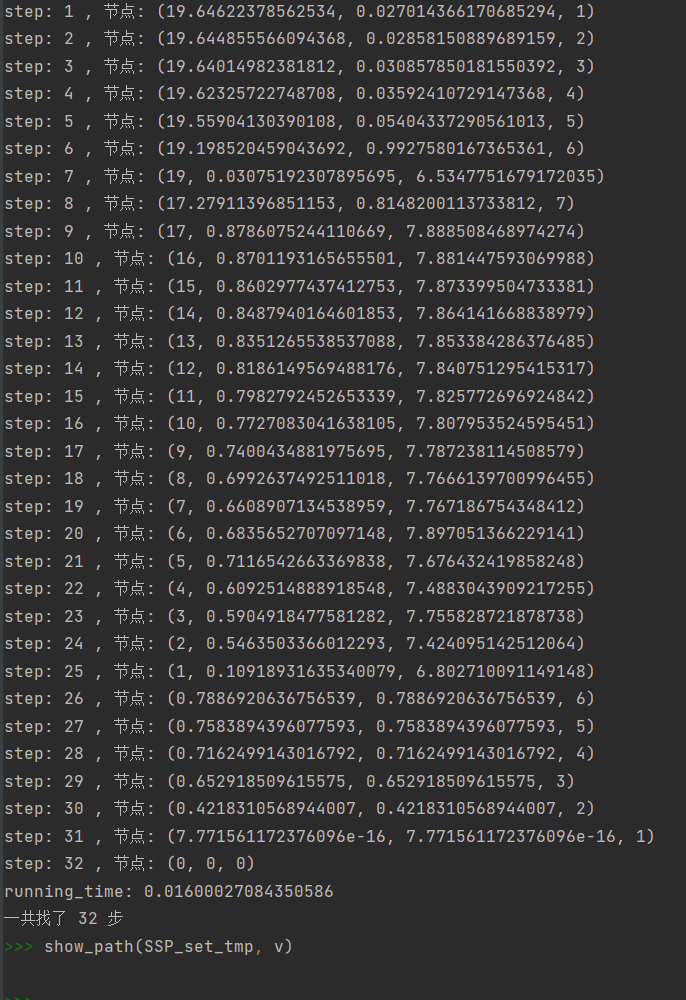 step: 1 , 节点: (19.64622378562534, 0.027014366170685294, 1)
step: 2 , 节点: (19.644855566094368, 0.02858150889689159, 2)
step: 3 , 节点: (19.64014982381812, 0.030857850181550392, 3)
step: 4 , 节点: (19.62325722748708, 0.03592410729147368, 4)
step: 5 , 节点: (19.55904130390108, 0.05404337290561013, 5)
step: 6 , 节点: (19.198520459043692, 0.9927580167365361, 6)
step: 7 , 节点: (19, 0.03075192307895695, 6.5347751679172035)
step: 8 , 节点: (17.27911396851153, 0.8148200113733812, 7)
step: 9 , 节点: (17, 0.8786075244110669, 7.888508468974274)
step: 10 , 节点: (16, 0.8701193165655501, 7.881447593069988)
step: 11 , 节点: (15, 0.8602977437412753, 7.873399504733381)
step: 12 , 节点: (14, 0.8487940164601853, 7.864141668838979)
step: 13 , 节点: (13, 0.8351265538537088, 7.853384286376485)
step: 14 , 节点: (12, 0.8186149569488176, 7.840751295415317)
step: 15 , 节点: (11, 0.7982792452653339, 7.825772696924842)
step: 16 , 节点: (10, 0.7727083041638105, 7.807953524595451)
step: 17 , 节点: (9, 0.7400434881975695, 7.787238114508579)
step: 18 , 节点: (8, 0.6992637492511018, 7.7666139700996455)
step: 19 , 节点: (7, 0.6608907134538959, 7.767186754348412)
step: 20 , 节点: (6, 0.6835652707097148, 7.897051366229141)
step: 21 , 节点: (5, 0.7116542663369838, 7.676432419858248)
step: 22 , 节点: (4, 0.6092514888918548, 7.4883043909217255)
step: 23 , 节点: (3, 0.5904918477581282, 7.755828721878738)
step: 24 , 节点: (2, 0.5463503366012293, 7.424095142512064)
step: 25 , 节点: (1, 0.10918931635340079, 6.802710091149148)
step: 26 , 节点: (0.7886920636756539, 0.7886920636756539, 6)
step: 27 , 节点: (0.7583894396077593, 0.7583894396077593, 5)
step: 28 , 节点: (0.7162499143016792, 0.7162499143016792, 4)
step: 29 , 节点: (0.652918509615575, 0.652918509615575, 3)
step: 30 , 节点: (0.4218310568944007, 0.4218310568944007, 2)
step: 31 , 节点: (7.771561172376096e-16, 7.771561172376096e-16, 1)
step: 32 , 节点: (0, 0, 0)
running_time: 0.01600027084350586
一共找了 32 步
>>> show_path(SSP_set_tmp, v)
>>>